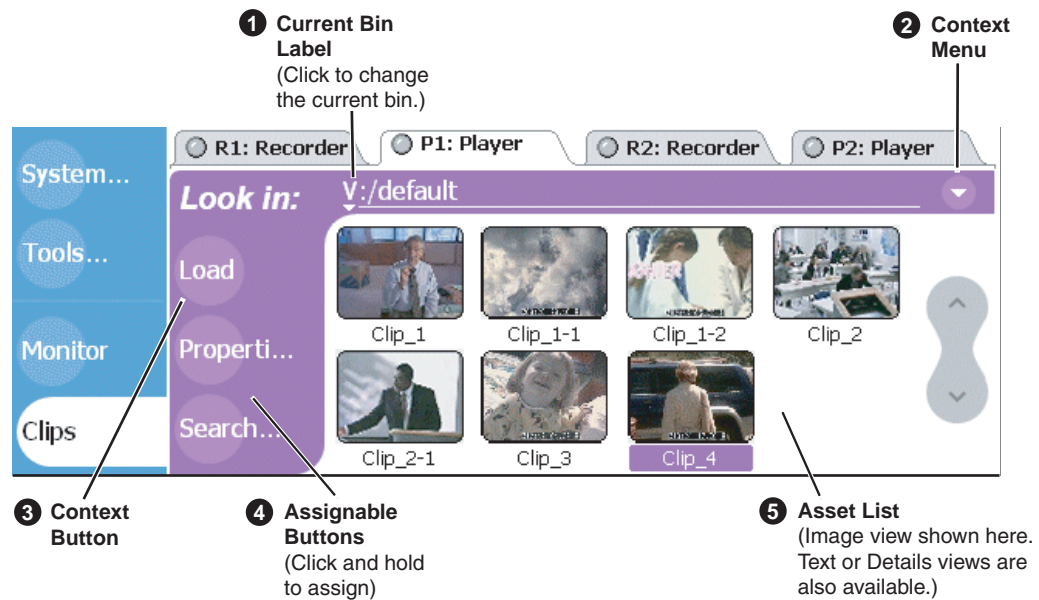 1 Current Bin
Label
(Click to change
the current bin.)
2 Context
Menu
R1: Recorder
P1: Player
R2: Recorder
P2: Player
System...
Tools...
Monitor
Clips
Look in:
V:/default
Load
Properti...
Search...
Clip_1
Clip_1-1
Clip_1-2
Clip_2
Clip_2-1
Clip_3
Clip_4
3 Context
Button
4 Assignable
Buttons
(Click and hold
to assign)
5 Asset List
(Image view shown here.
Text or Details views are
also available.)